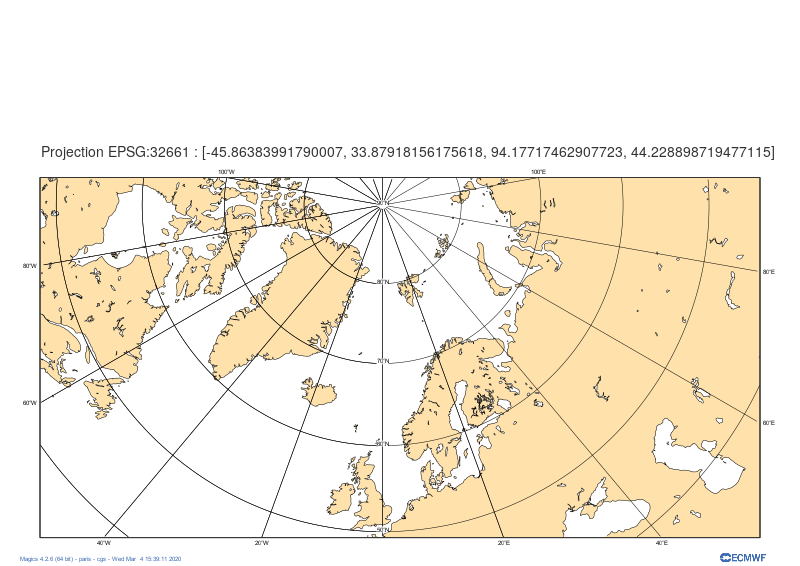 Projection EPSG:32661 : [-45.86383991790007, 33.87918156175618, 94.17717462907723, 44.228898719477115]
100°W 100°E
90°N
80°W 80°E
80°N
70°N
60°W 60°E
60°N
50°N
40°W 20°W 20°E 40°E
Magics 4.2.6 (64 bit) - paris - cgs - Wed Mar 4 15:39:11 2020
ECMWF